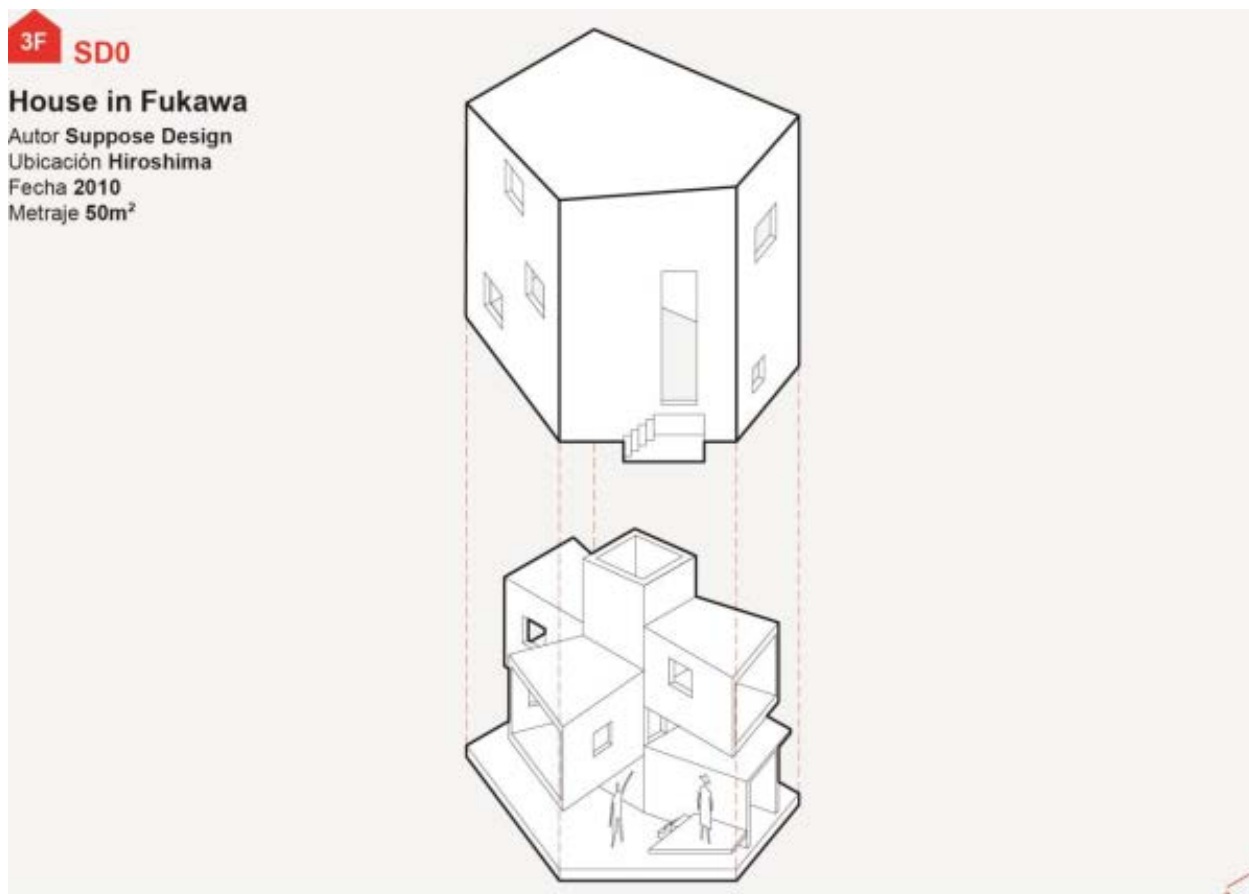 3F SD0
House in Fukawa
Autor Suppose Design
Ubicación Hiroshima
Fecha 2010
Metraje 50m²